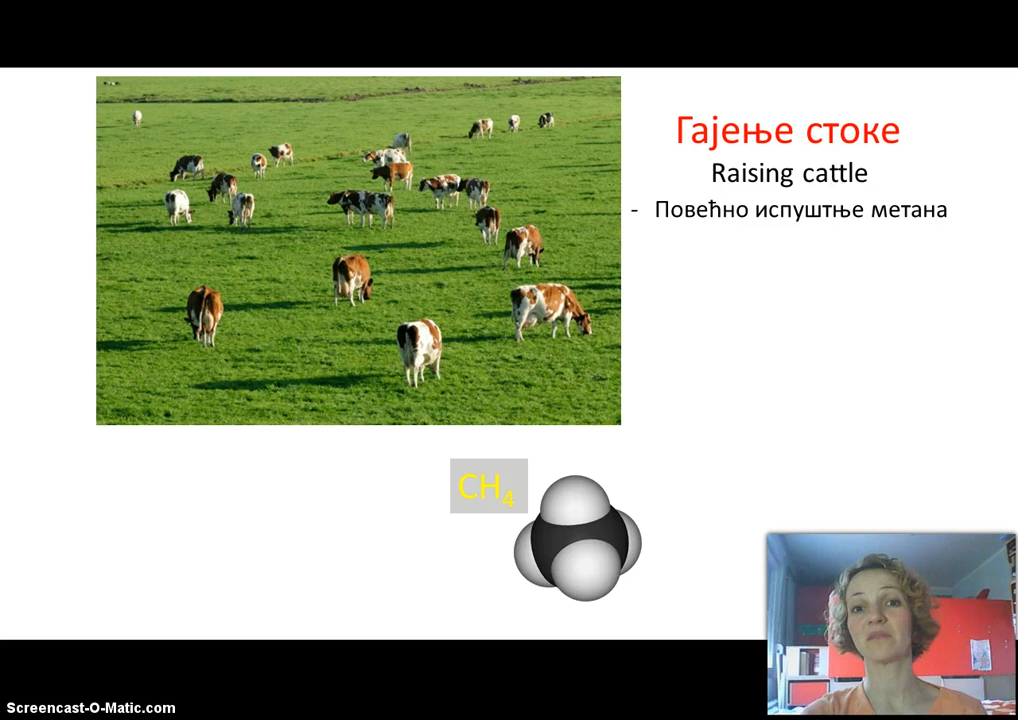 Гајење стоке
Raising cattle
- Повећно испуштње метана
CH₄
Screencast-O-Matic.com